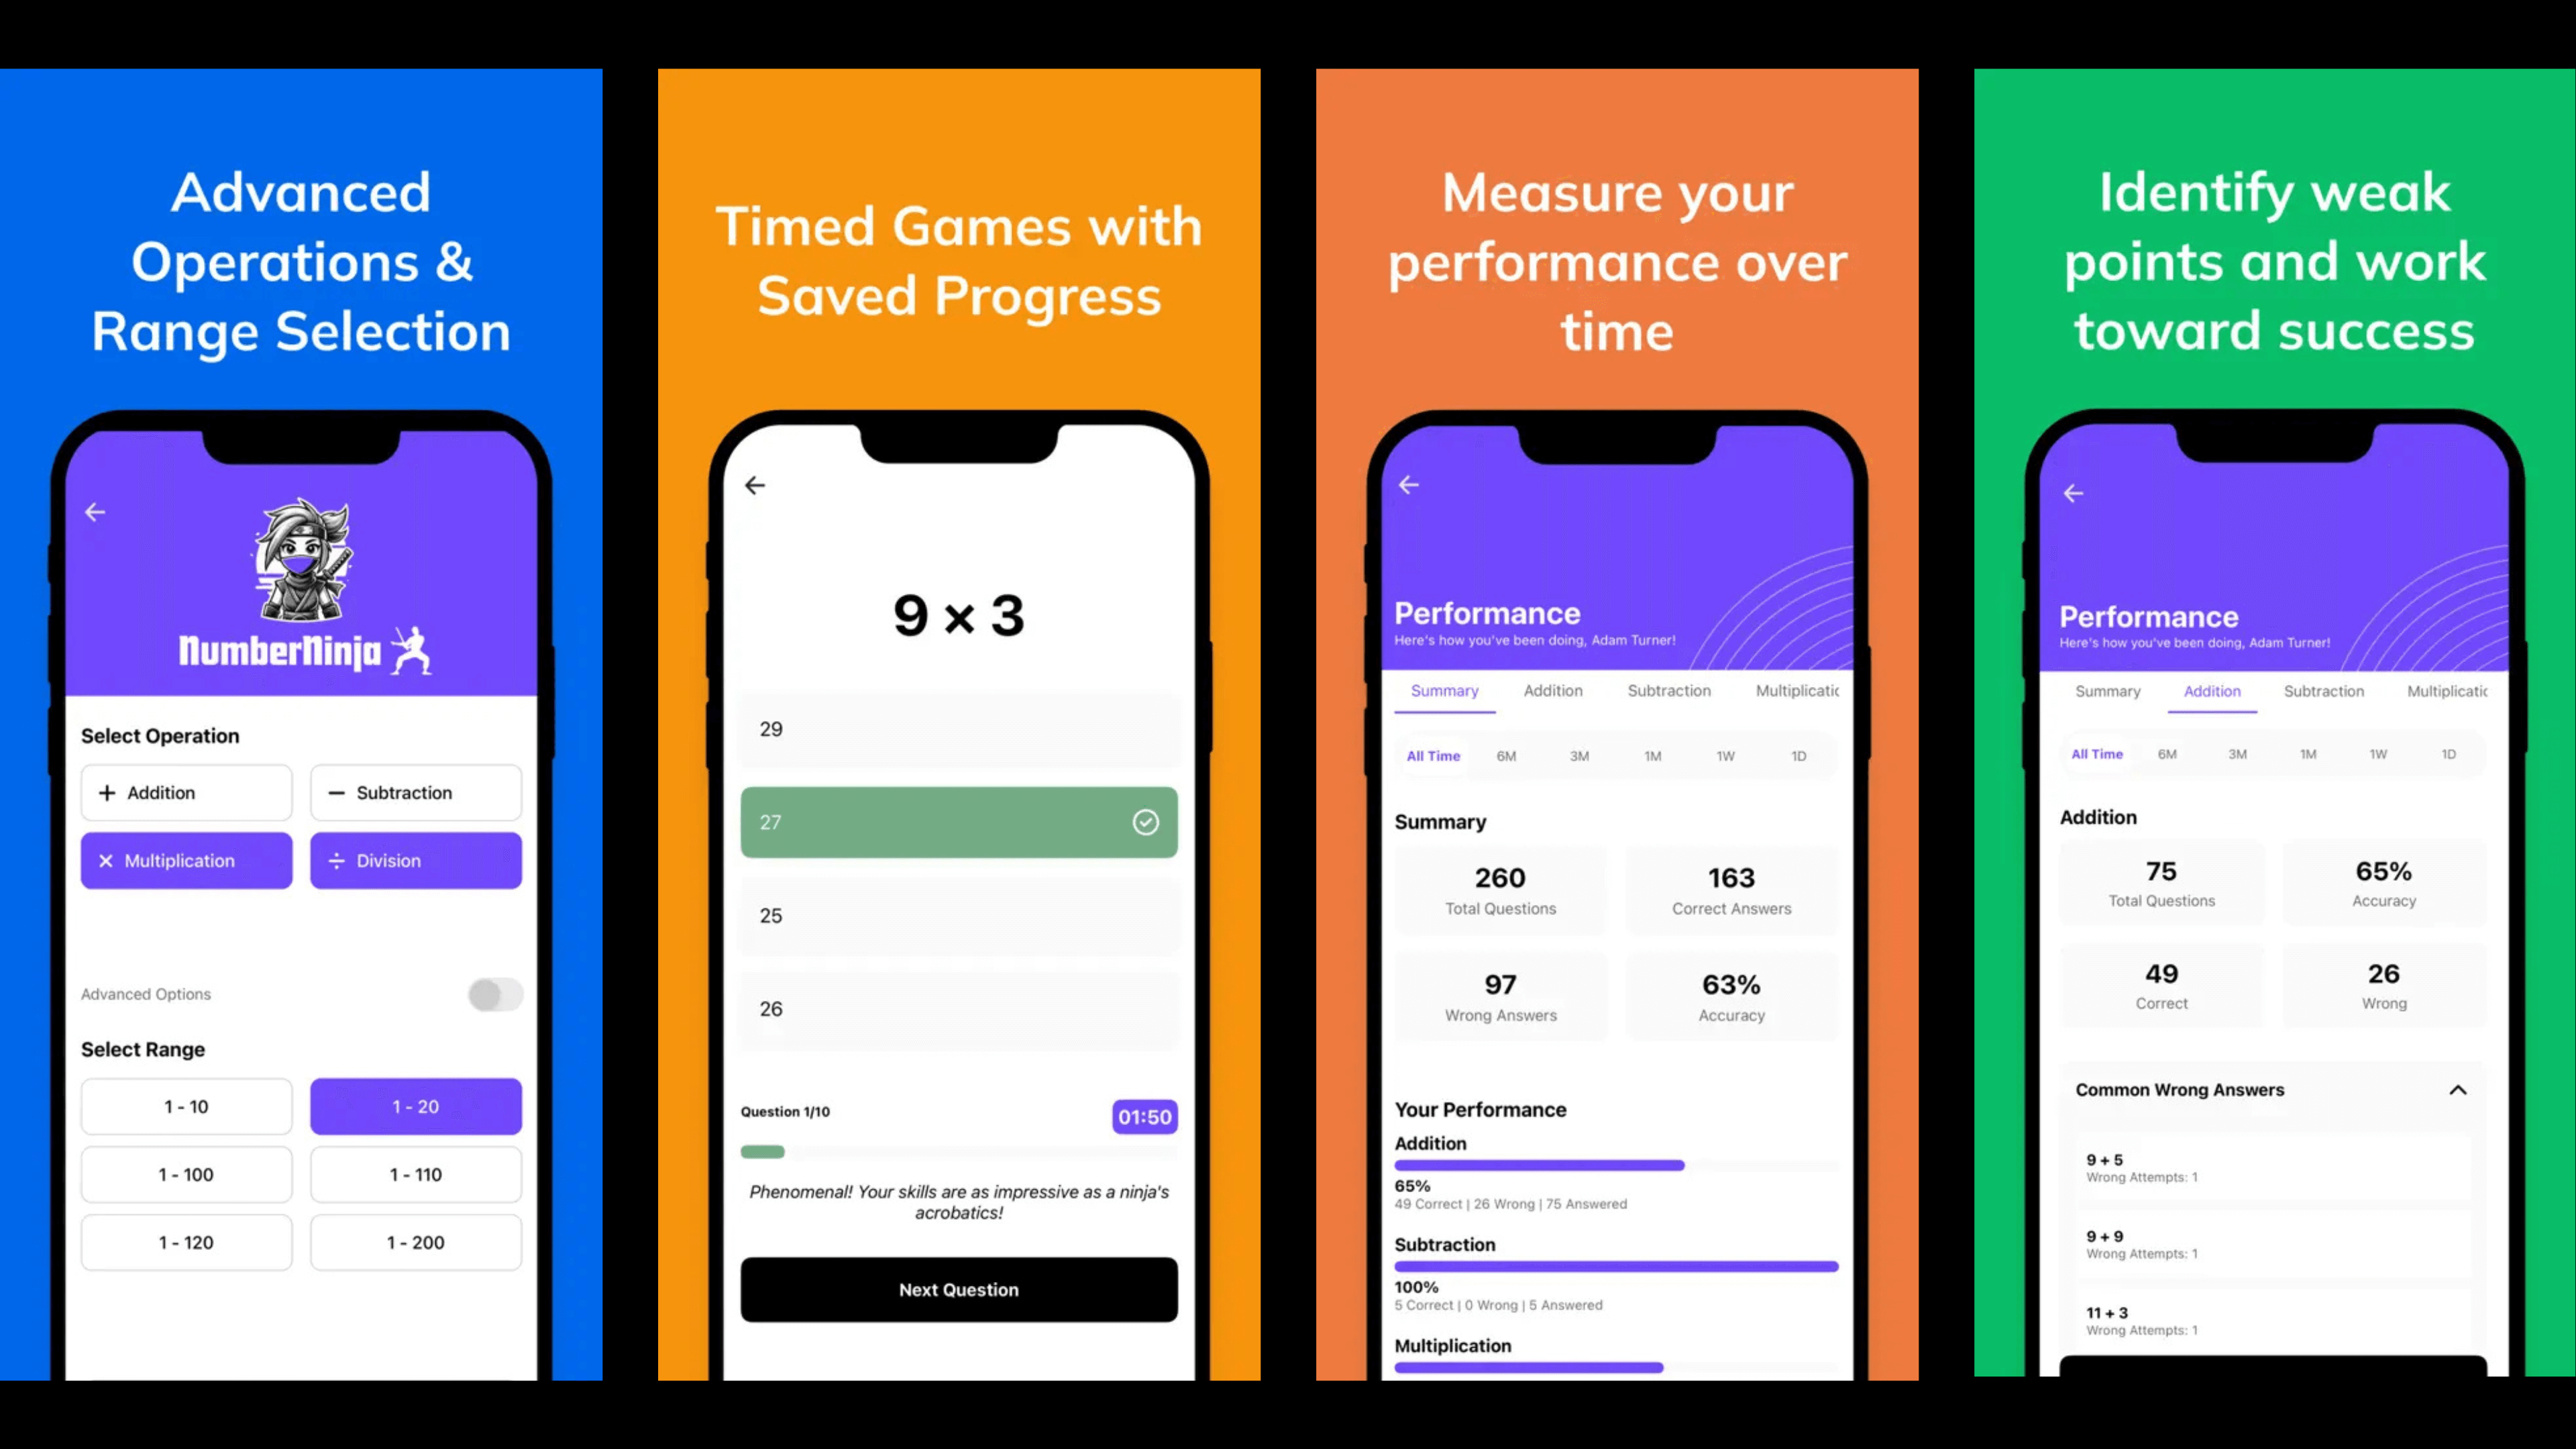 Advanced
Operations &
Range Selection
←
NumberNinja
Select Operation
+ Addition
− Subtraction
× Multiplication
÷ Division
Advanced Options
Select Range
1 - 10
1 - 20
1 - 100
1 - 110
1 - 120
1 - 200
Timed Games with
Saved Progress
←
9 × 3
29
27
25
26
Question 1/10
01:50
Phenomenal! Your skills are as impressive as a ninja's
acrobatics!
Next Question
Measure your
performance over
time
←
Performance
Here's how you've been doing, Adam Turner!
Summary Addition Subtraction Multiplicatic
All Time 6M 3M 1M 1W 1D
Summary
260
Total Questions
163
Correct Answers
97
Wrong Answers
63%
Accuracy
Your Performance
Addition
65%
49 Correct | 26 Wrong | 75 Answered
Subtraction
100%
5 Correct | 0 Wrong | 5 Answered
Multiplication
Identify weak
points and work
toward success
←
Performance
Here's how you've been doing, Adam Turner!
Summary Addition Subtraction Multiplicatic
All Time 6M 3M 1M 1W 1D
Addition
75
Total Questions
65%
Accuracy
49
Correct
26
Wrong
Common Wrong Answers
9 + 5
Wrong Attempts: 1
9 + 9
Wrong Attempts: 1
11 + 3
Wrong Attempts: 1